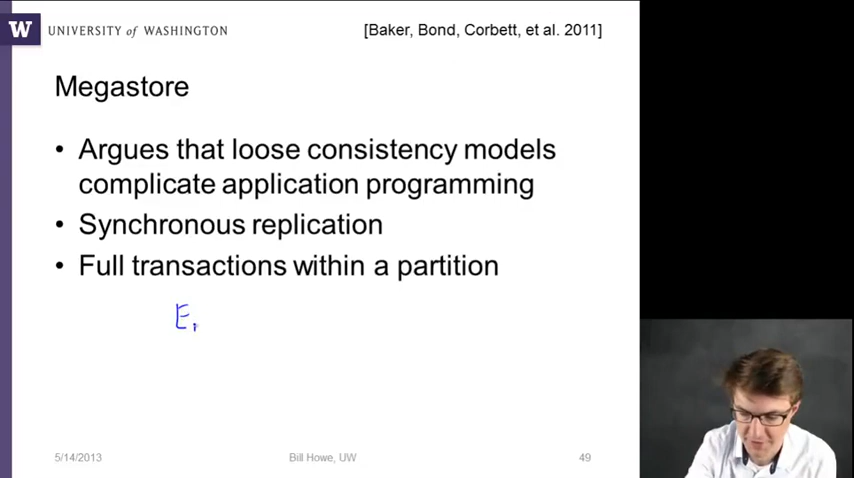 W UNIVERSITY of WASHINGTON
[Baker, Bond, Corbett, et al. 2011]
Megastore
• Argues that loose consistency models
complicate application programming
• Synchronous replication
• Full transactions within a partition
E
5/14/2013
Bill Howe, UW
49